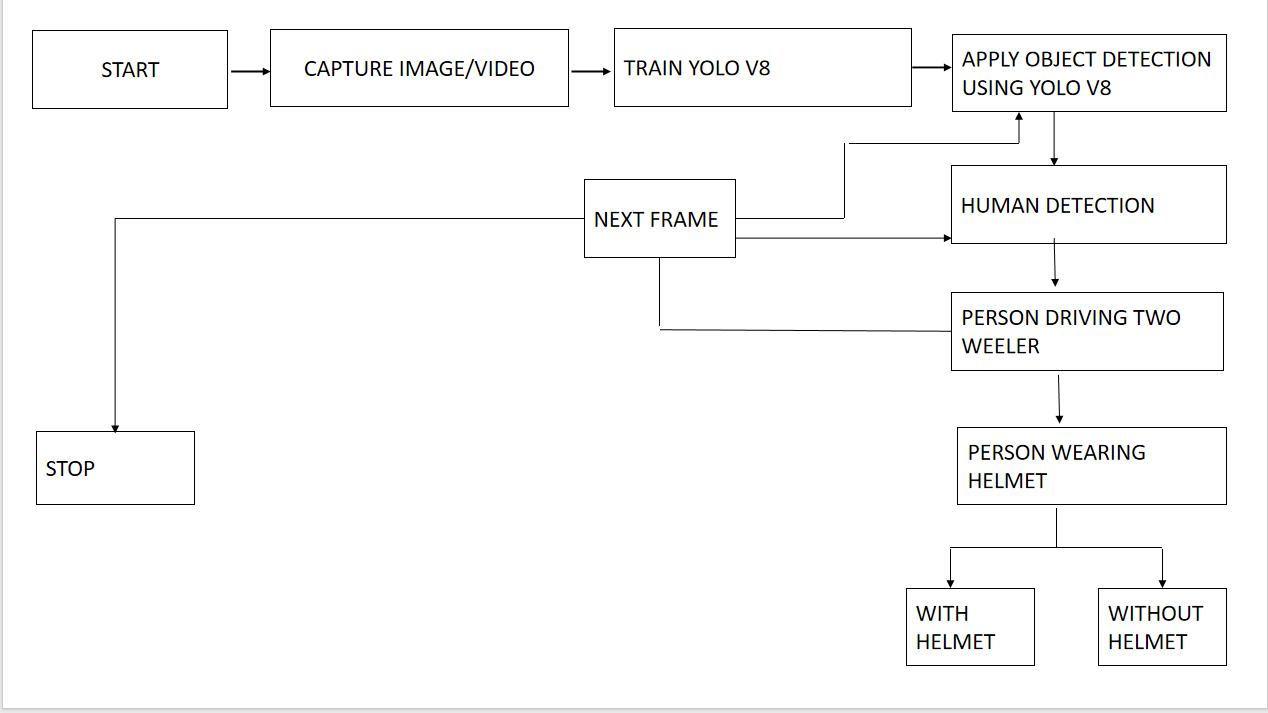 START
CAPTURE IMAGE/VIDEO
TRAIN YOLO V8
APPLY OBJECT DETECTION
USING YOLO V8
NEXT FRAME
HUMAN DETECTION
PERSON DRIVING TWO
WEELER
STOP
PERSON WEARING
HELMET
WITH
HELMET
WITHOUT
HELMET